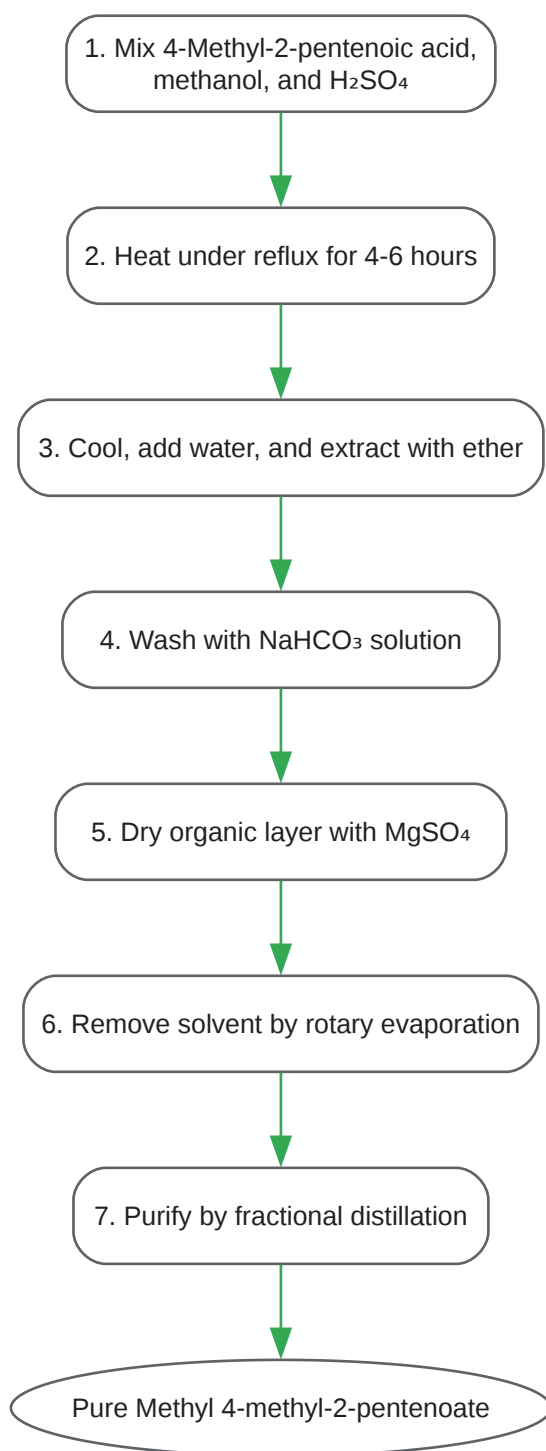 1. Mix 4-Methyl-2-pentenoic acid,
methanol, and H₂SO₄
2. Heat under reflux for 4-6 hours
3. Cool, add water, and extract with ether
4. Wash with NaHCO₃ solution
5. Dry organic layer with MgSO₄
6. Remove solvent by rotary evaporation
7. Purify by fractional distillation
Pure Methyl 4-methyl-2-pentenoate